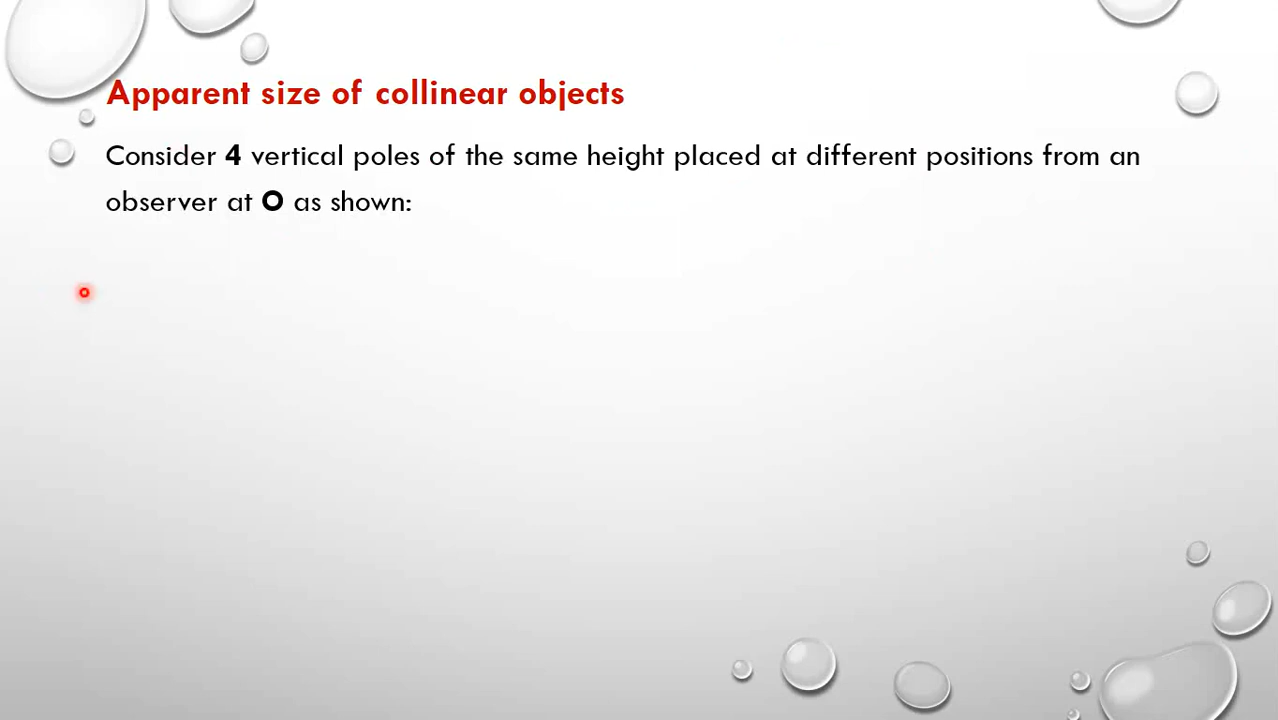 Apparent size of collinear objects
Consider 4 vertical poles of the same height placed at different positions from an
observer at O as shown: